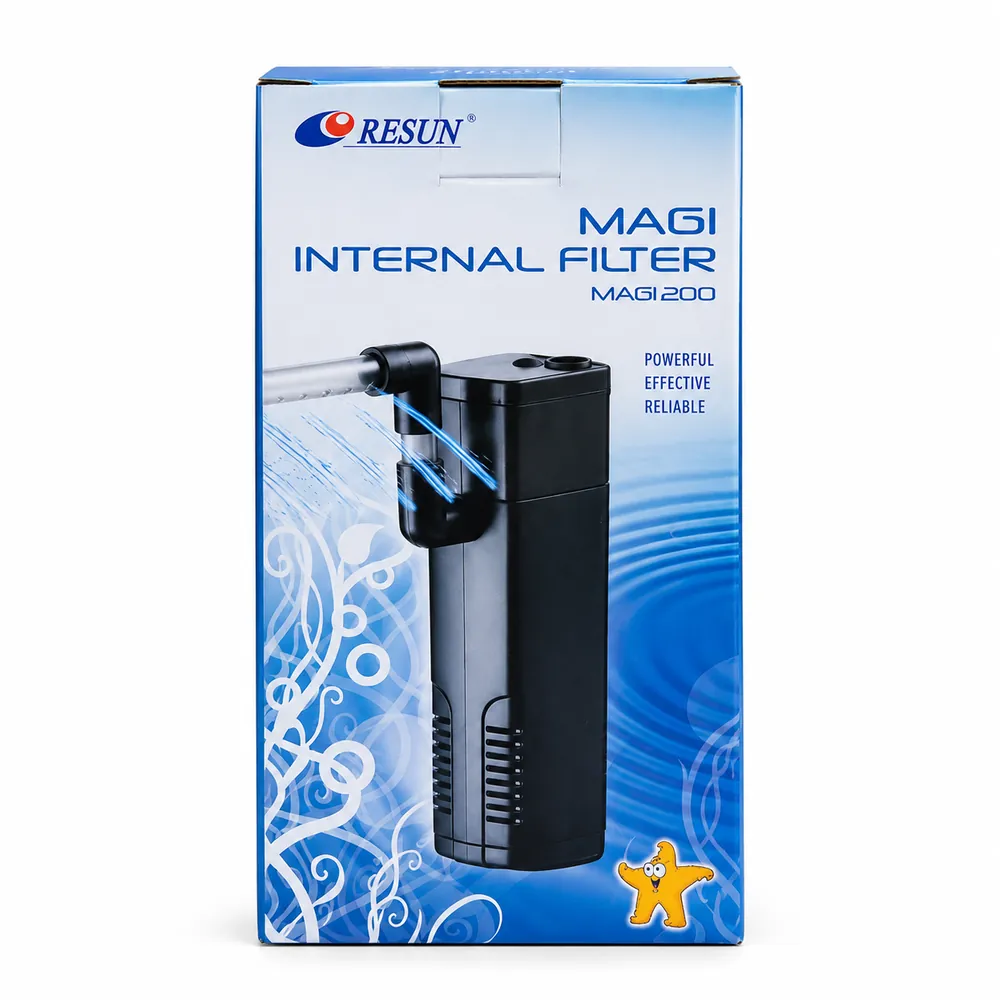 RESUN®
MAGI
INTERNAL FILTER
MAGI 200
POWERFUL
EFFECTIVE
RELIABLE